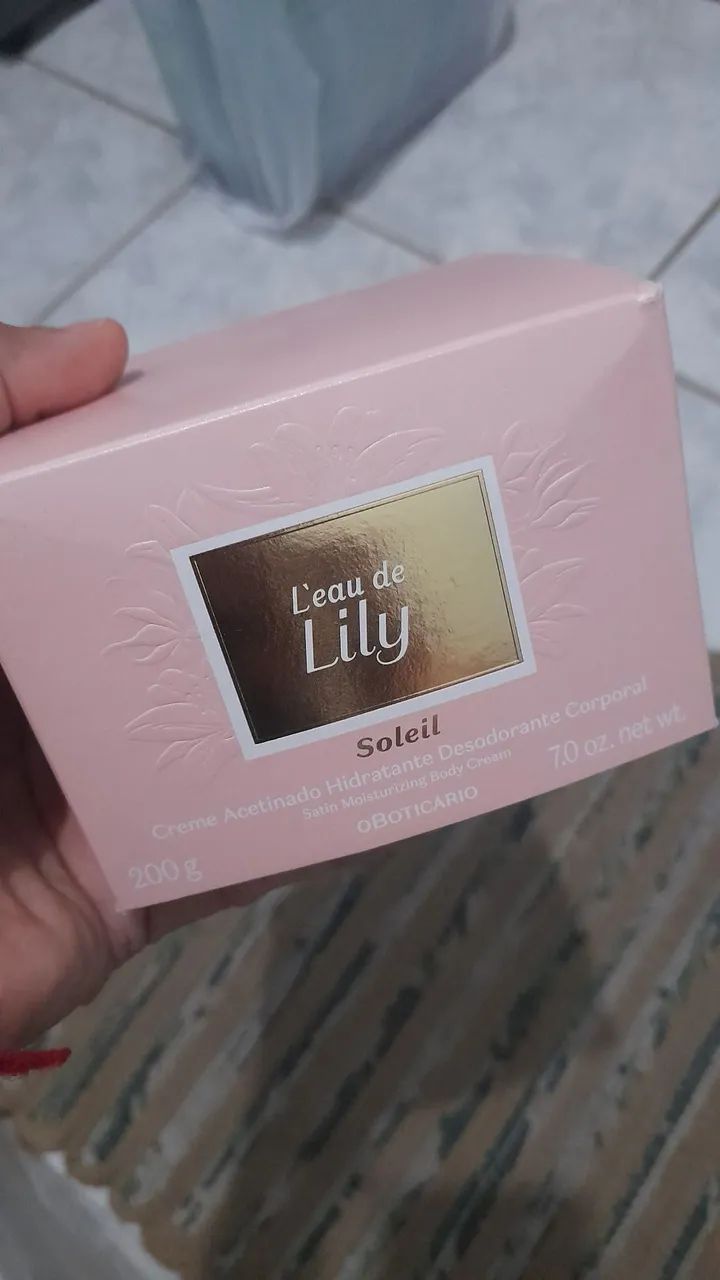 L'eau de
Lily
Soleil
Creme Acetinado Hidratante Desodorante Corporal
Satin Moisturizing Body Cream
200 g
oBOTICÁRIO
7.0 oz. net wt.